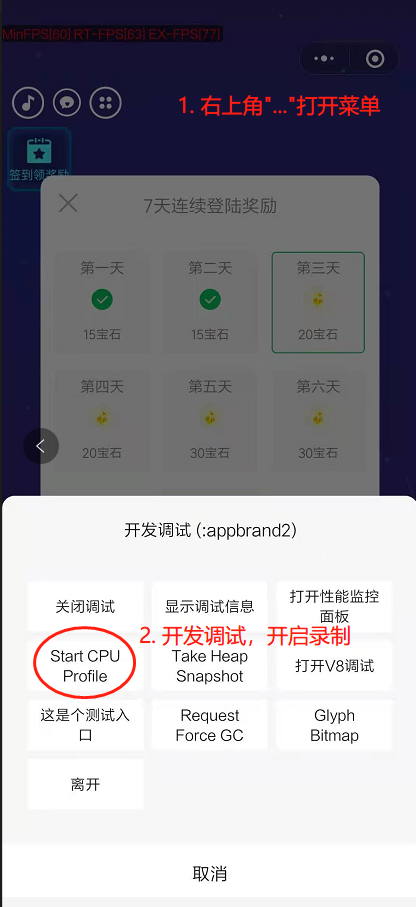 MinFPS[60] RT-FPS[63] EX-FPS[77]
1. 右上角"..."打开菜单
签到领奖励
7天连续登陆奖励
第一天
第二天
第三天
15宝石
15宝石
20宝石
第四天
第五天
第六天
20宝石
30宝石
30宝石
开发调试 (:appbrand2)
关闭调试
显示调试信息
打开性能监控
面板
2. 开发调试，开启录制
Start CPU
Profile
Take Heap
Snapshot
打开V8调试
这是个测试入
口
Request
Force GC
Glyph
Bitmap
离开
取消